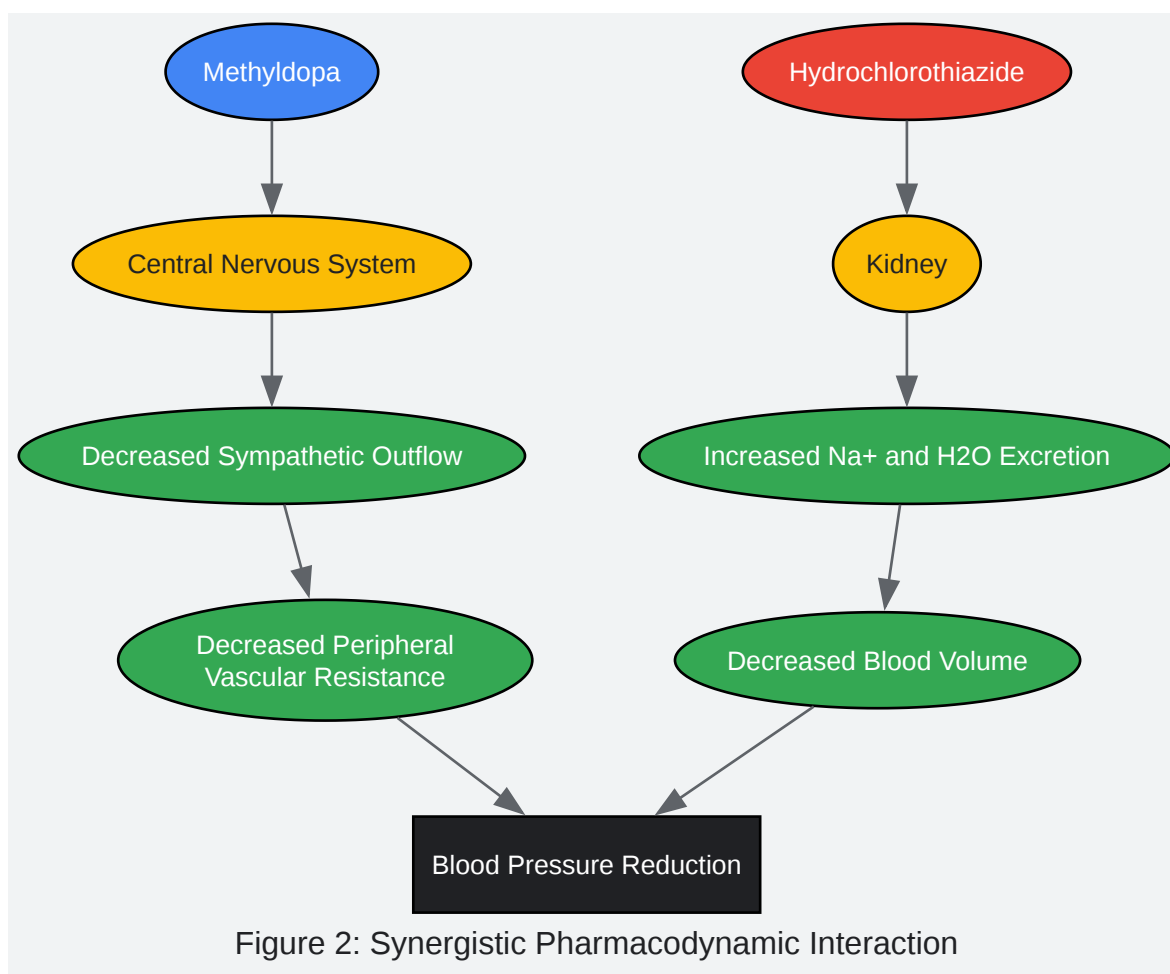 Methyldopa
Hydrochlorothiazide
Central Nervous System
Kidney
Decreased Sympathetic Outflow
Increased Na+ and H2O Excretion
Decreased Peripheral
Vascular Resistance
Decreased Blood Volume
Blood Pressure Reduction
Figure 2: Synergistic Pharmacodynamic Interaction